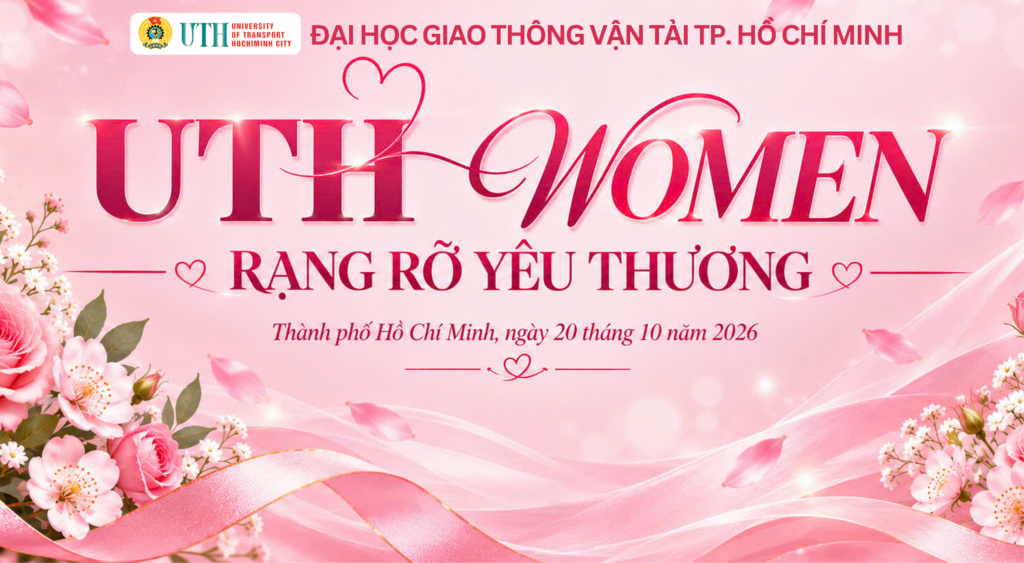 UTH UNIVERSITY
OF TRANSPORT
HOCHIMINH CITY
ĐẠI HỌC GIAO THÔNG VẬN TẢI TP. HỒ CHÍ MINH
UTH WOMEN
RẠNG RỠ YÊU THƯƠNG
Thành phố Hồ Chí Minh, ngày 20 tháng 10 năm 2026